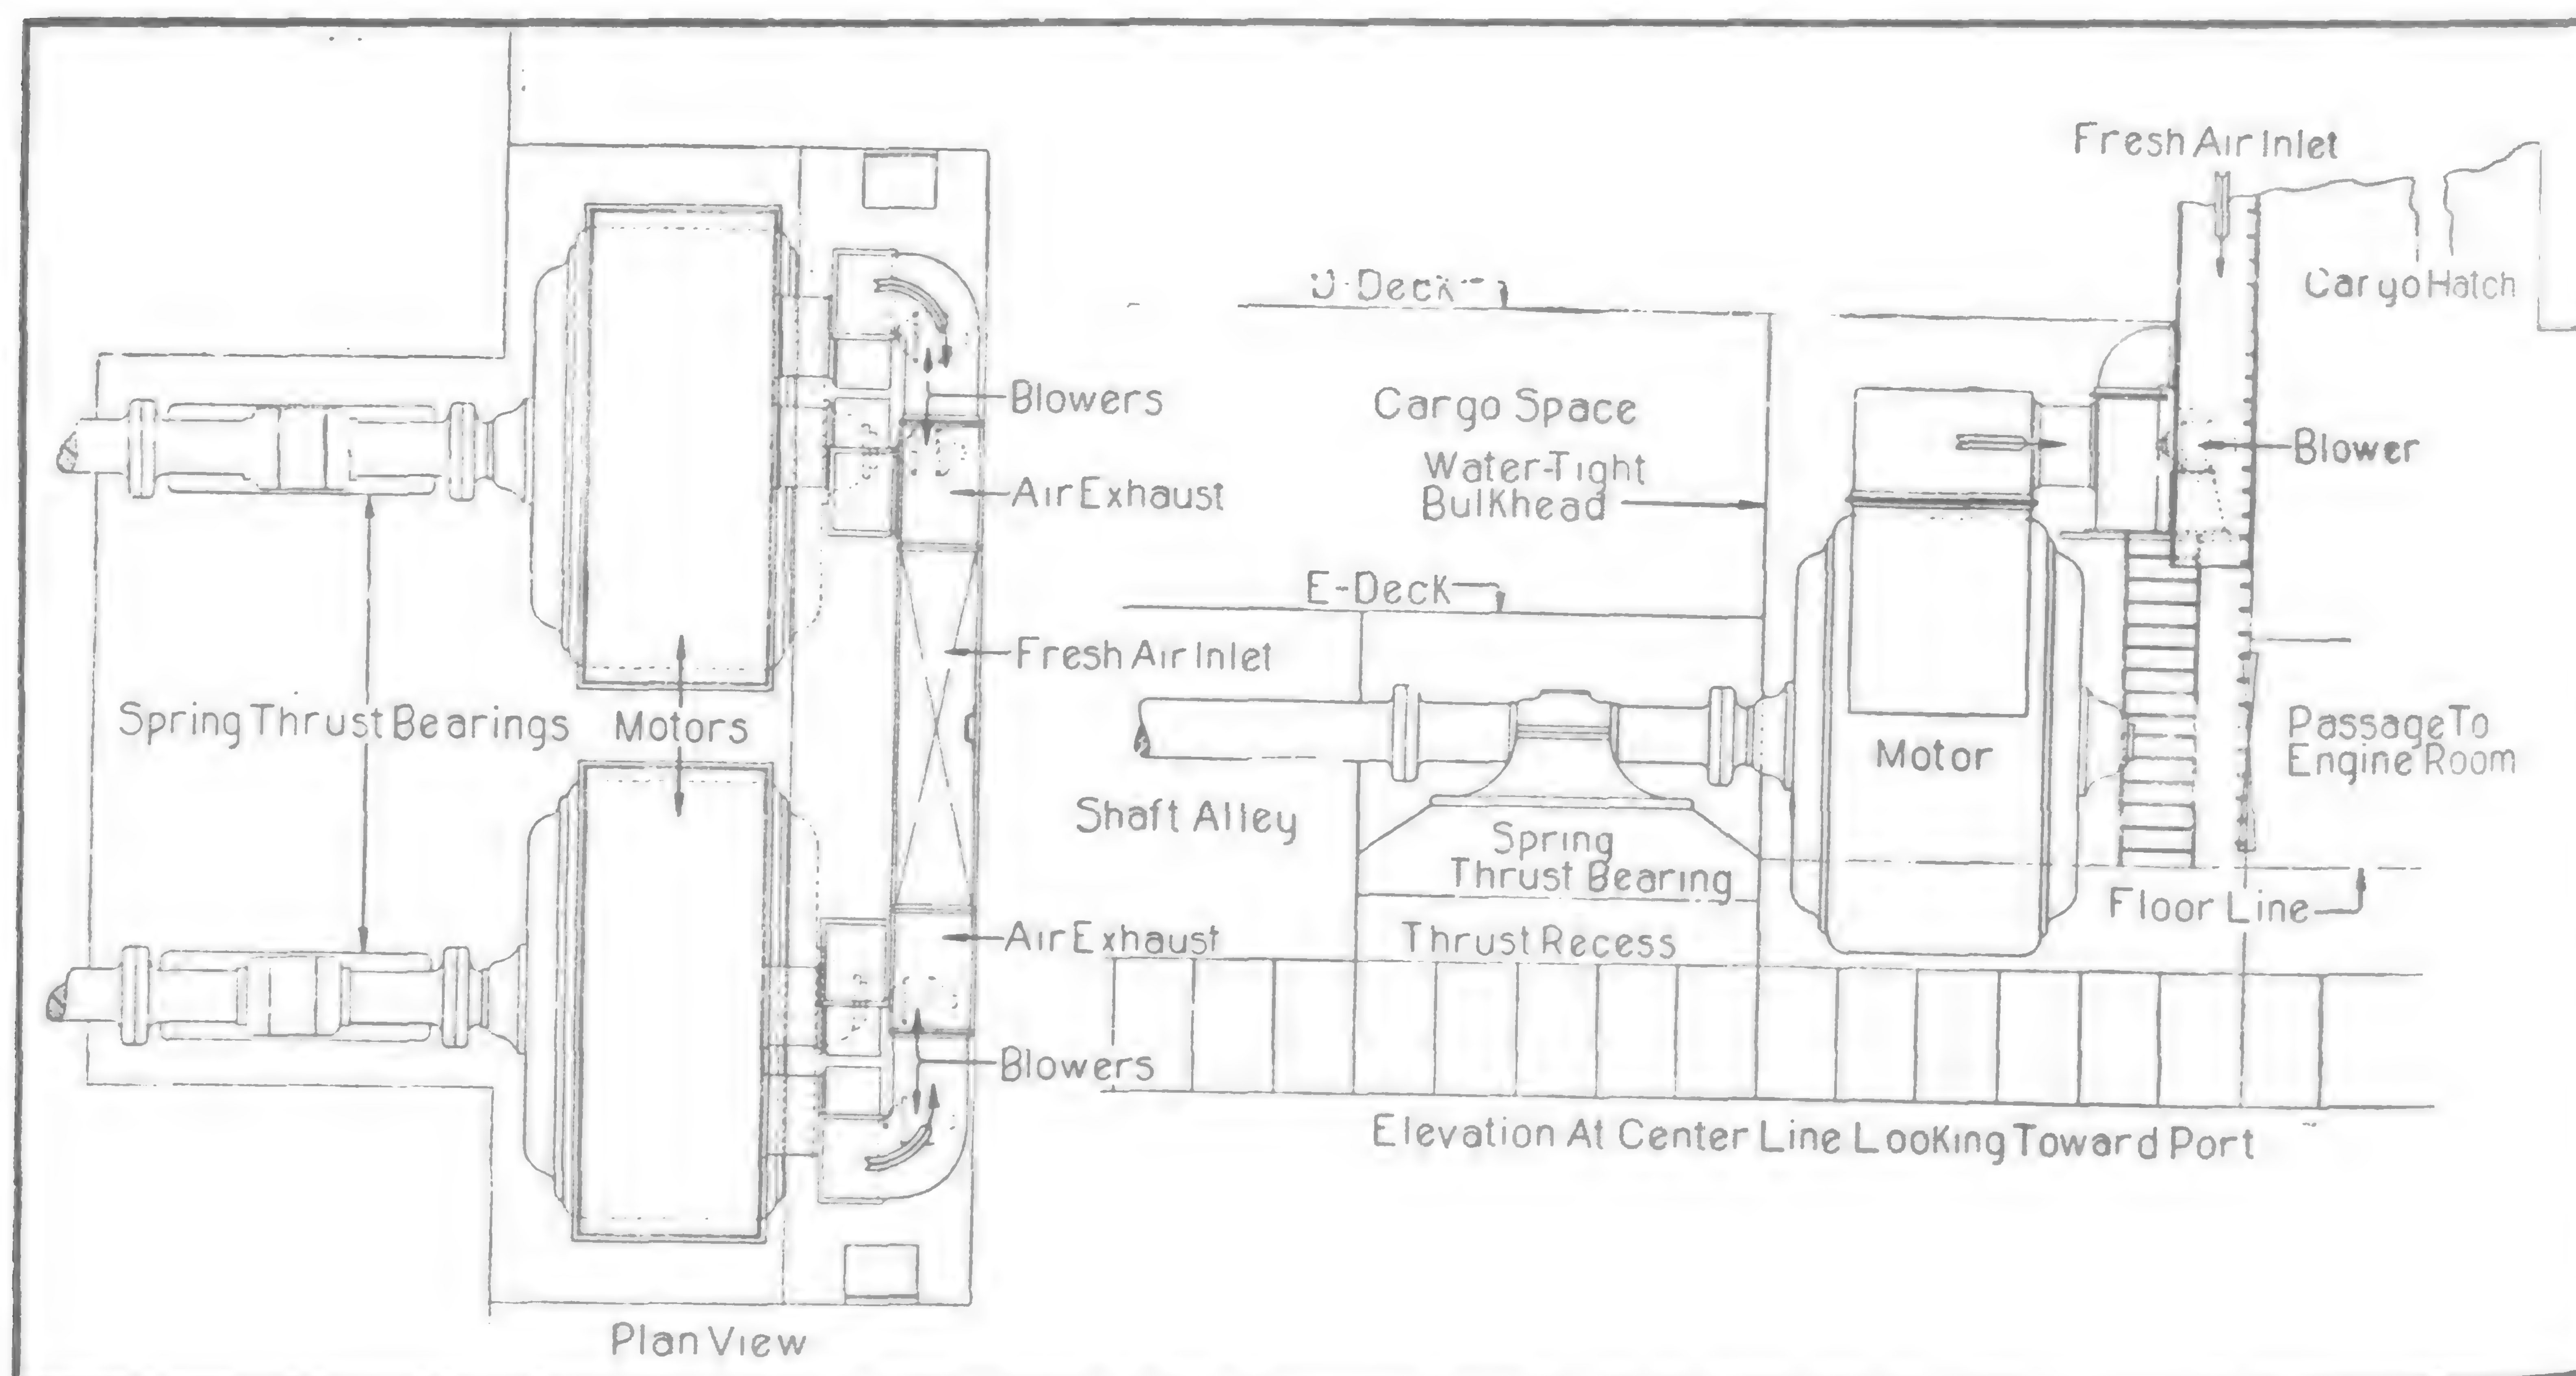 Blowers
Air Exhaust
Fresh Air Inlet
Spring Thrust Bearings
Motors
Air Exhaust
Blowers
Plan View
Fresh Air Inlet
Cargo Hatch
Deck
Cargo Space
Water-Tight
Bulkhead
Blower
E-Deck
Passage To
Engine Room
Motor
Shaft Alley
Spring
Thrust Bearing
Floor Line
Thrust Recess
Elevation At Center Line Looking Toward Port